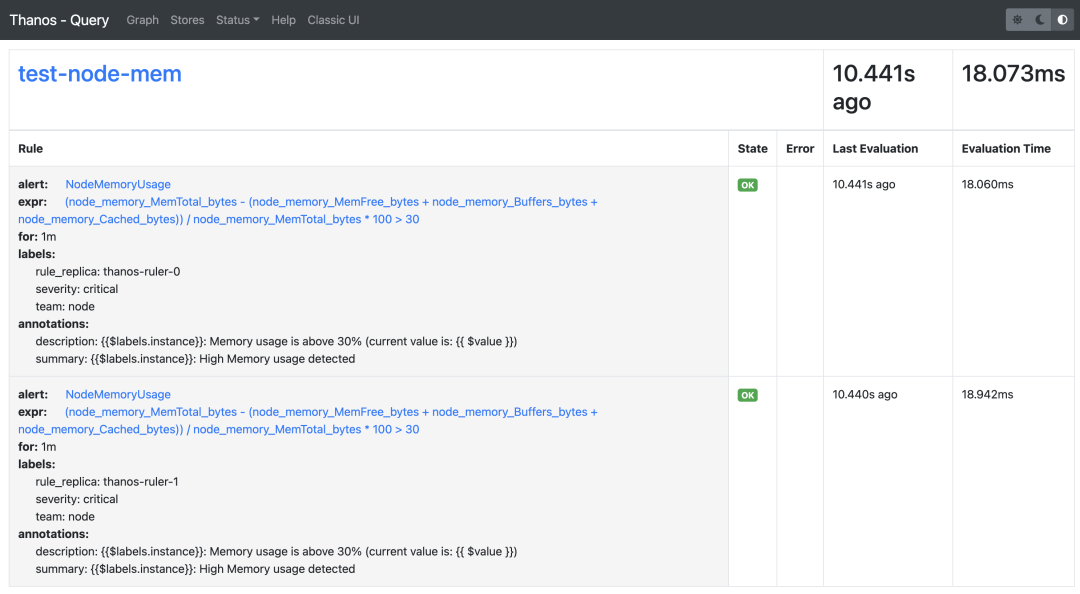 Thanos - Query Graph Stores Status Help Classic UI
test-node-mem 10.441s ago 18.073ms
Rule State Error Last Evaluation Evaluation Time
alert: NodeMemoryUsage OK 10.441s ago 18.060ms
expr: (node_memory_MemTotal_bytes - (node_memory_MemFree_bytes + node_memory_Buffers_bytes +
node_memory_Cached_bytes)) / node_memory_MemTotal_bytes * 100 > 30
for: 1m
labels:
rule_replica: thanos-ruler-0
severity: critical
team: node
annotations:
description: {{$labels.instance}}: Memory usage is above 30% (current value is: {{ $value }})
summary: {{$labels.instance}}: High Memory usage detected
alert: NodeMemoryUsage OK 10.440s ago 18.942ms
expr: (node_memory_MemTotal_bytes - (node_memory_MemFree_bytes + node_memory_Buffers_bytes +
node_memory_Cached_bytes)) / node_memory_MemTotal_bytes * 100 > 30
for: 1m
labels:
rule_replica: thanos-ruler-1
severity: critical
team: node
annotations:
description: {{$labels.instance}}: Memory usage is above 30% (current value is: {{ $value }})
summary: {{$labels.instance}}: High Memory usage detected